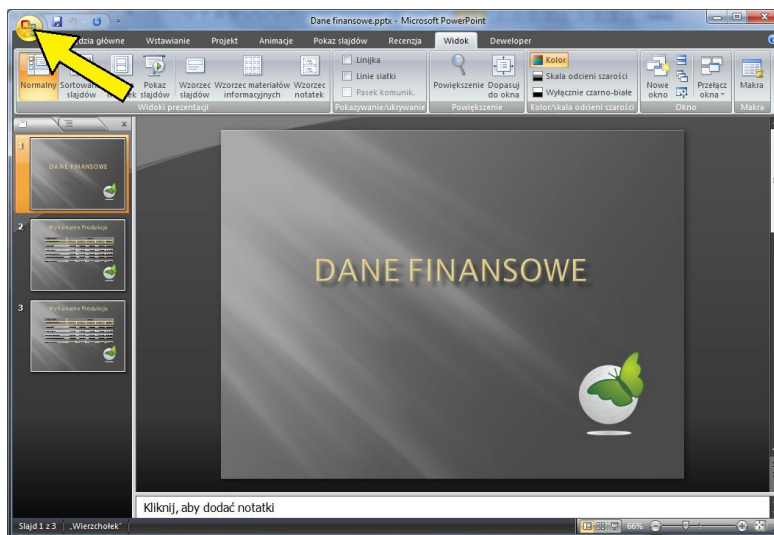 Dane finansowe.pptx - Microsoft PowerPoint
główne Wstawianie Projekt Animacje Pokaz slajdów Recenzja Widok Deweloper
Normalny
slajdów
Pokaz slajdów
Wzorzec slajdów
Wzorzec materiałów informacyjnych
Wzorzec notatek
Widoki prezentacji
Linijka
Linie siatki
Pasek komunik.
Pokazywanie/ukrywanie
Powiększenie
Dopasuj do okna
Powiększenie
Kolor
Skala odcieni szarości
Wyłącznie czarno-białe
Kolor/skala odcieni szarości
Nowe okno
Przełącz okna
Okno
Makra
Makra
1
DANE FINANSOWE
2
Wykonanie Produkcja
3
Wykonanie Produkcja
DANE FINANSOWE
Kliknij, aby dodać notatki
Slajd 1 z 3 „Wierzchołek” 66%